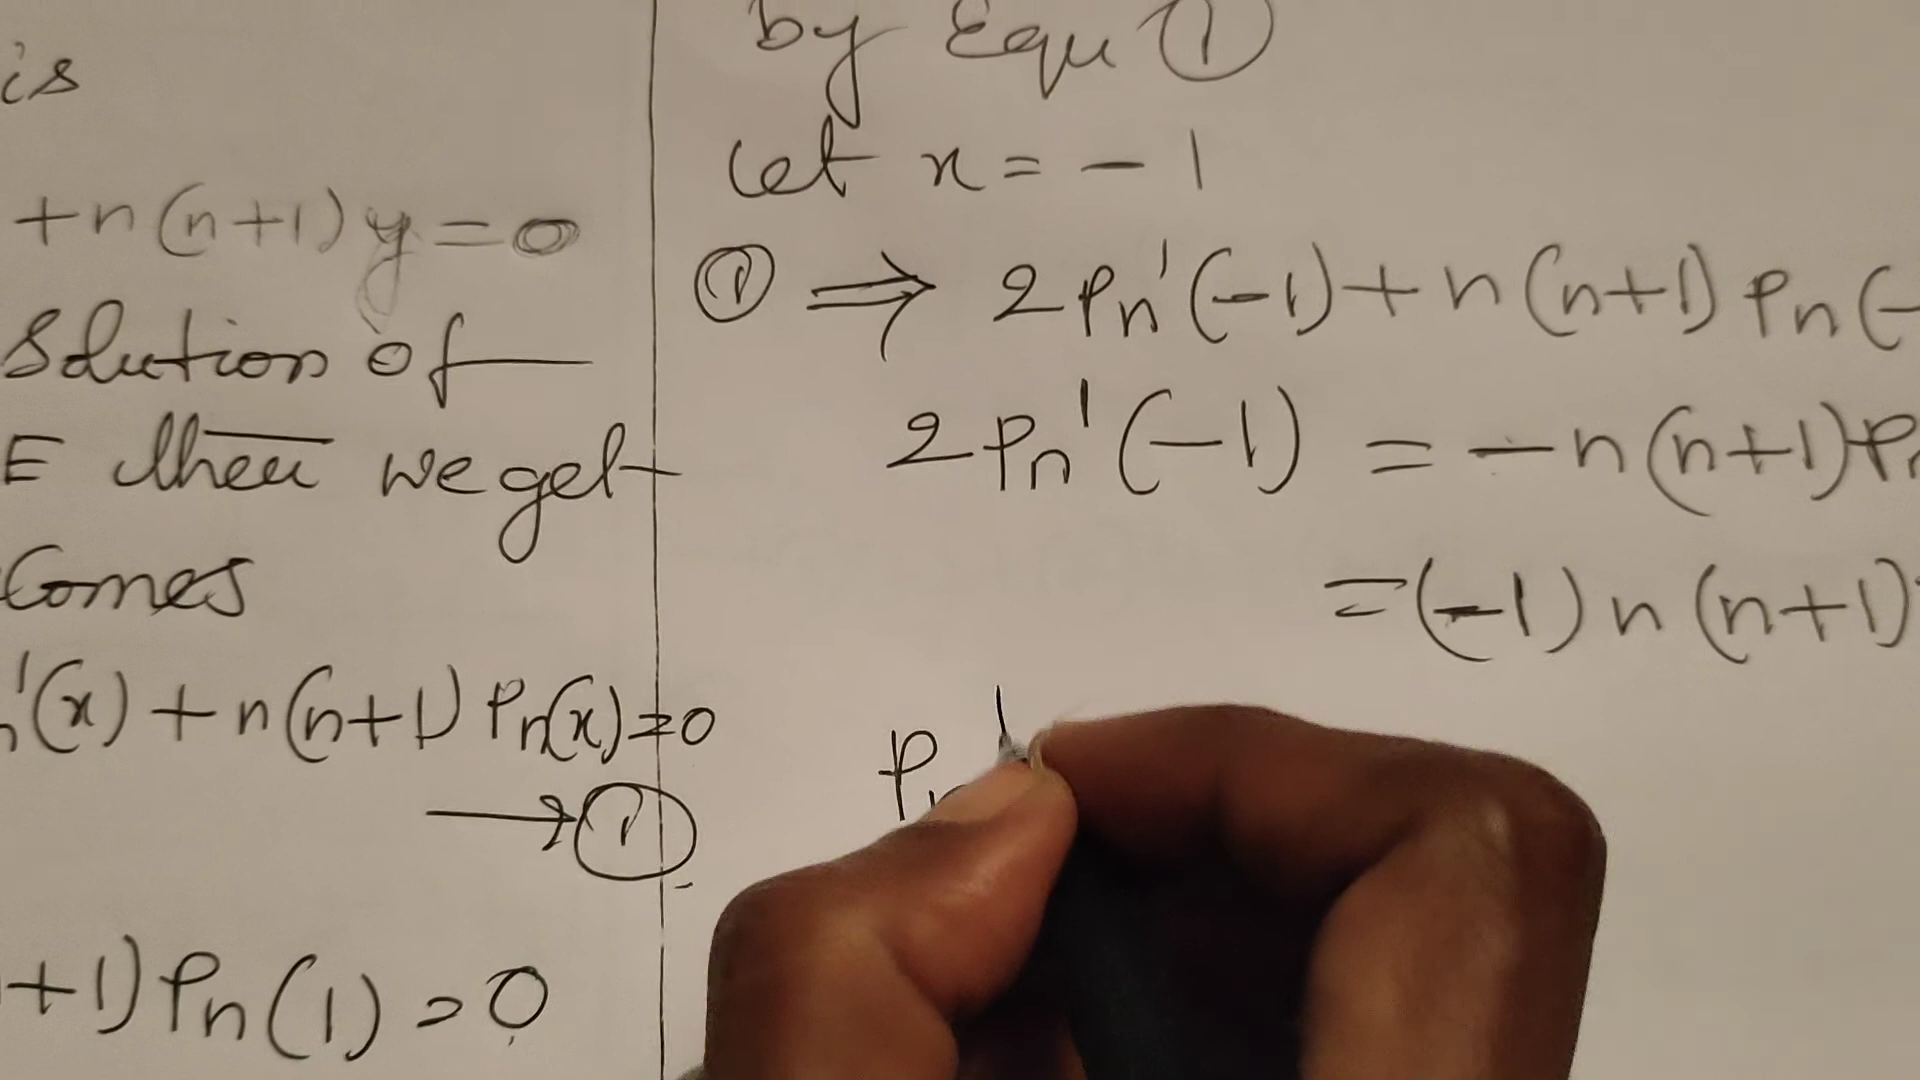 is
+n(n+1)y=0
Solution of
E then we get
Comes
'(x)+n(n+1)Pn(x)=0
→①
+1)Pn(1)=0
by Equ ①
let x=-1
①⇒ 2Pn'(-1)+n(n+1)Pn(-
2Pn'(-1) = -n(n+1)P
=(-1)n(n+1)
Pn'